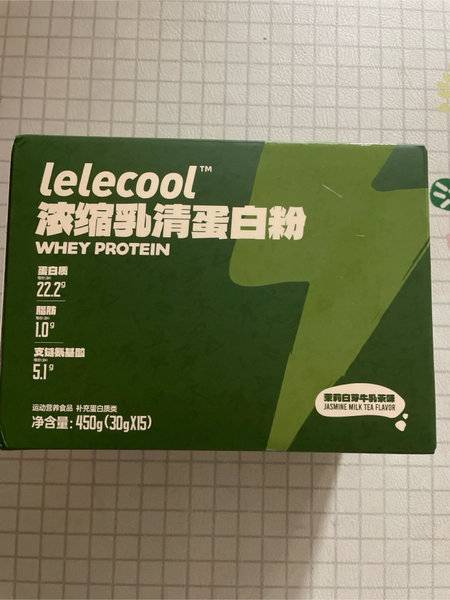 lelecool™
浓缩乳清蛋白粉
WHEY PROTEIN
蛋白质
22.2g
脂肪
1.0g
支链氨基酸
5.1g
运动营养食品 补充蛋白质类
净含量: 450g(30gX15)
茉莉白芽牛乳茶味
JASMINE MILK TEA FLAVOR